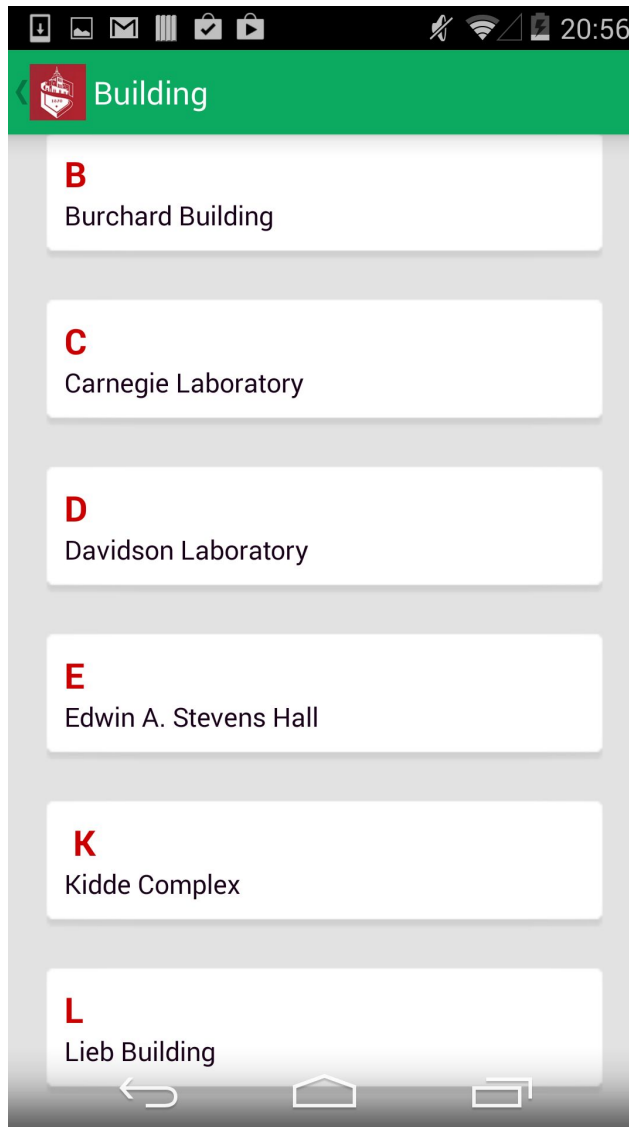 20:56
Building
B
Burchard Building
C
Carnegie Laboratory
D
Davidson Laboratory
E
Edwin A. Stevens Hall
K
Kidde Complex
L
Lieb Building